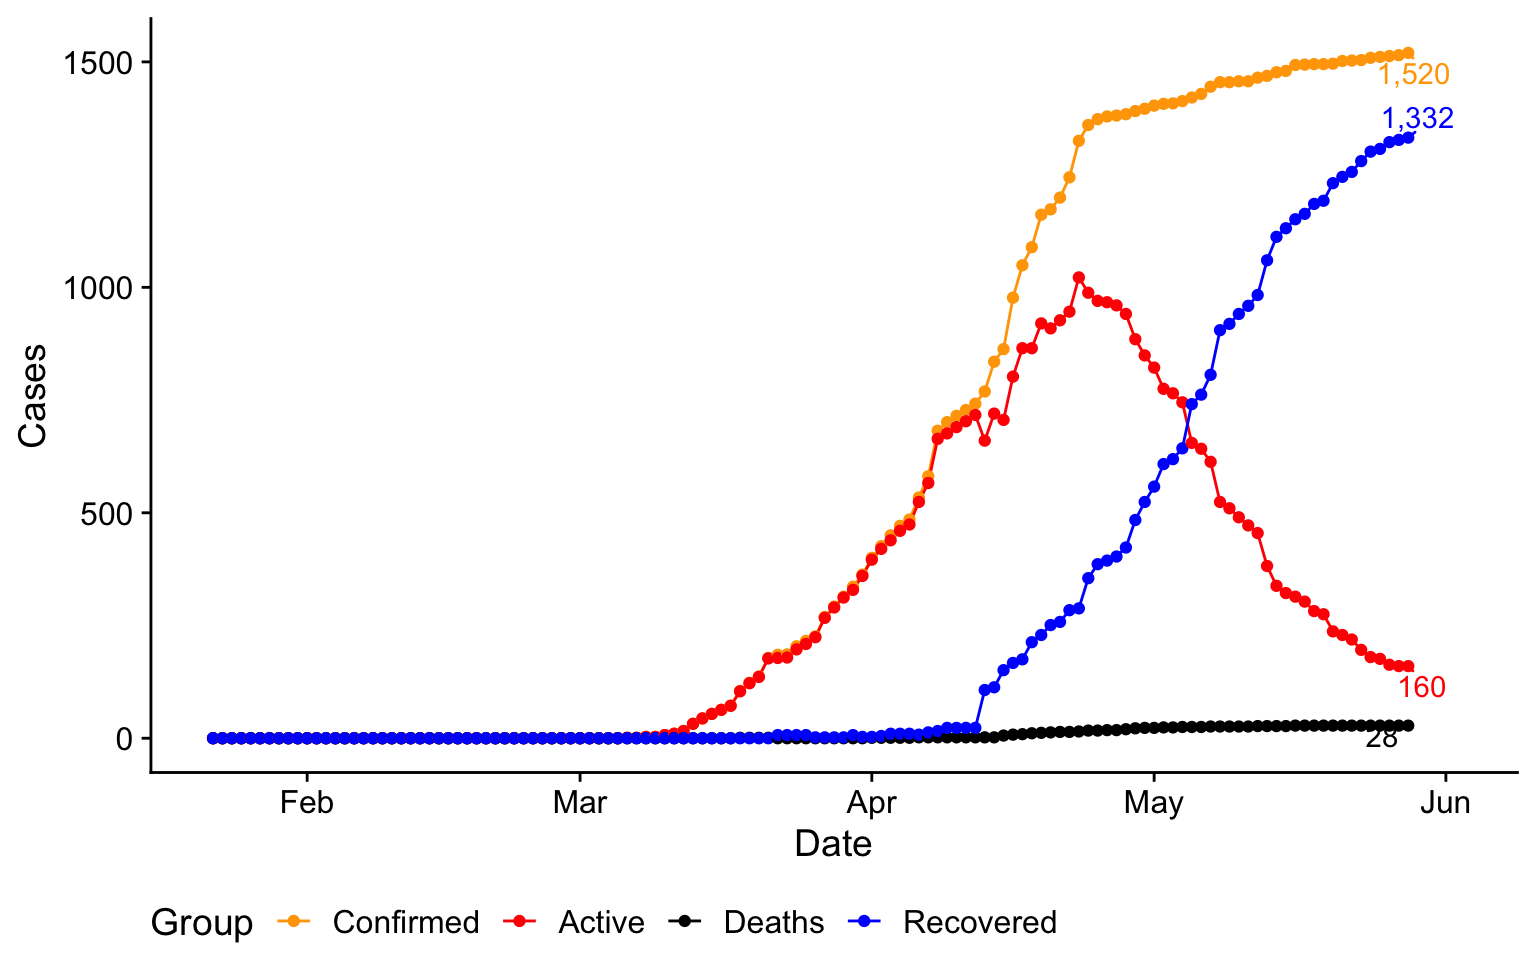 1500
1,520
1,332
1000
Cases
500
160
0
28
Feb Mar Apr May Jun
Date
Group Confirmed Active Deaths Recovered